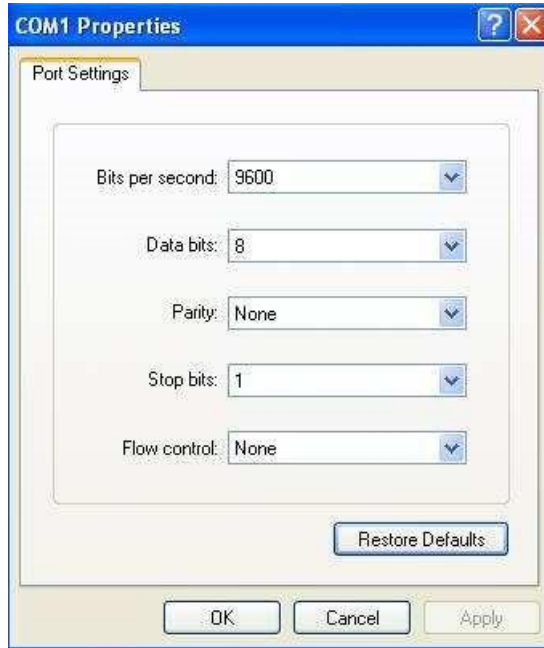 COM1 Properties
Port Settings
Bits per second: 9600
Data bits: 8
Parity: None
Stop bits: 1
Flow control: None
Restore Defaults
OK Cancel Apply